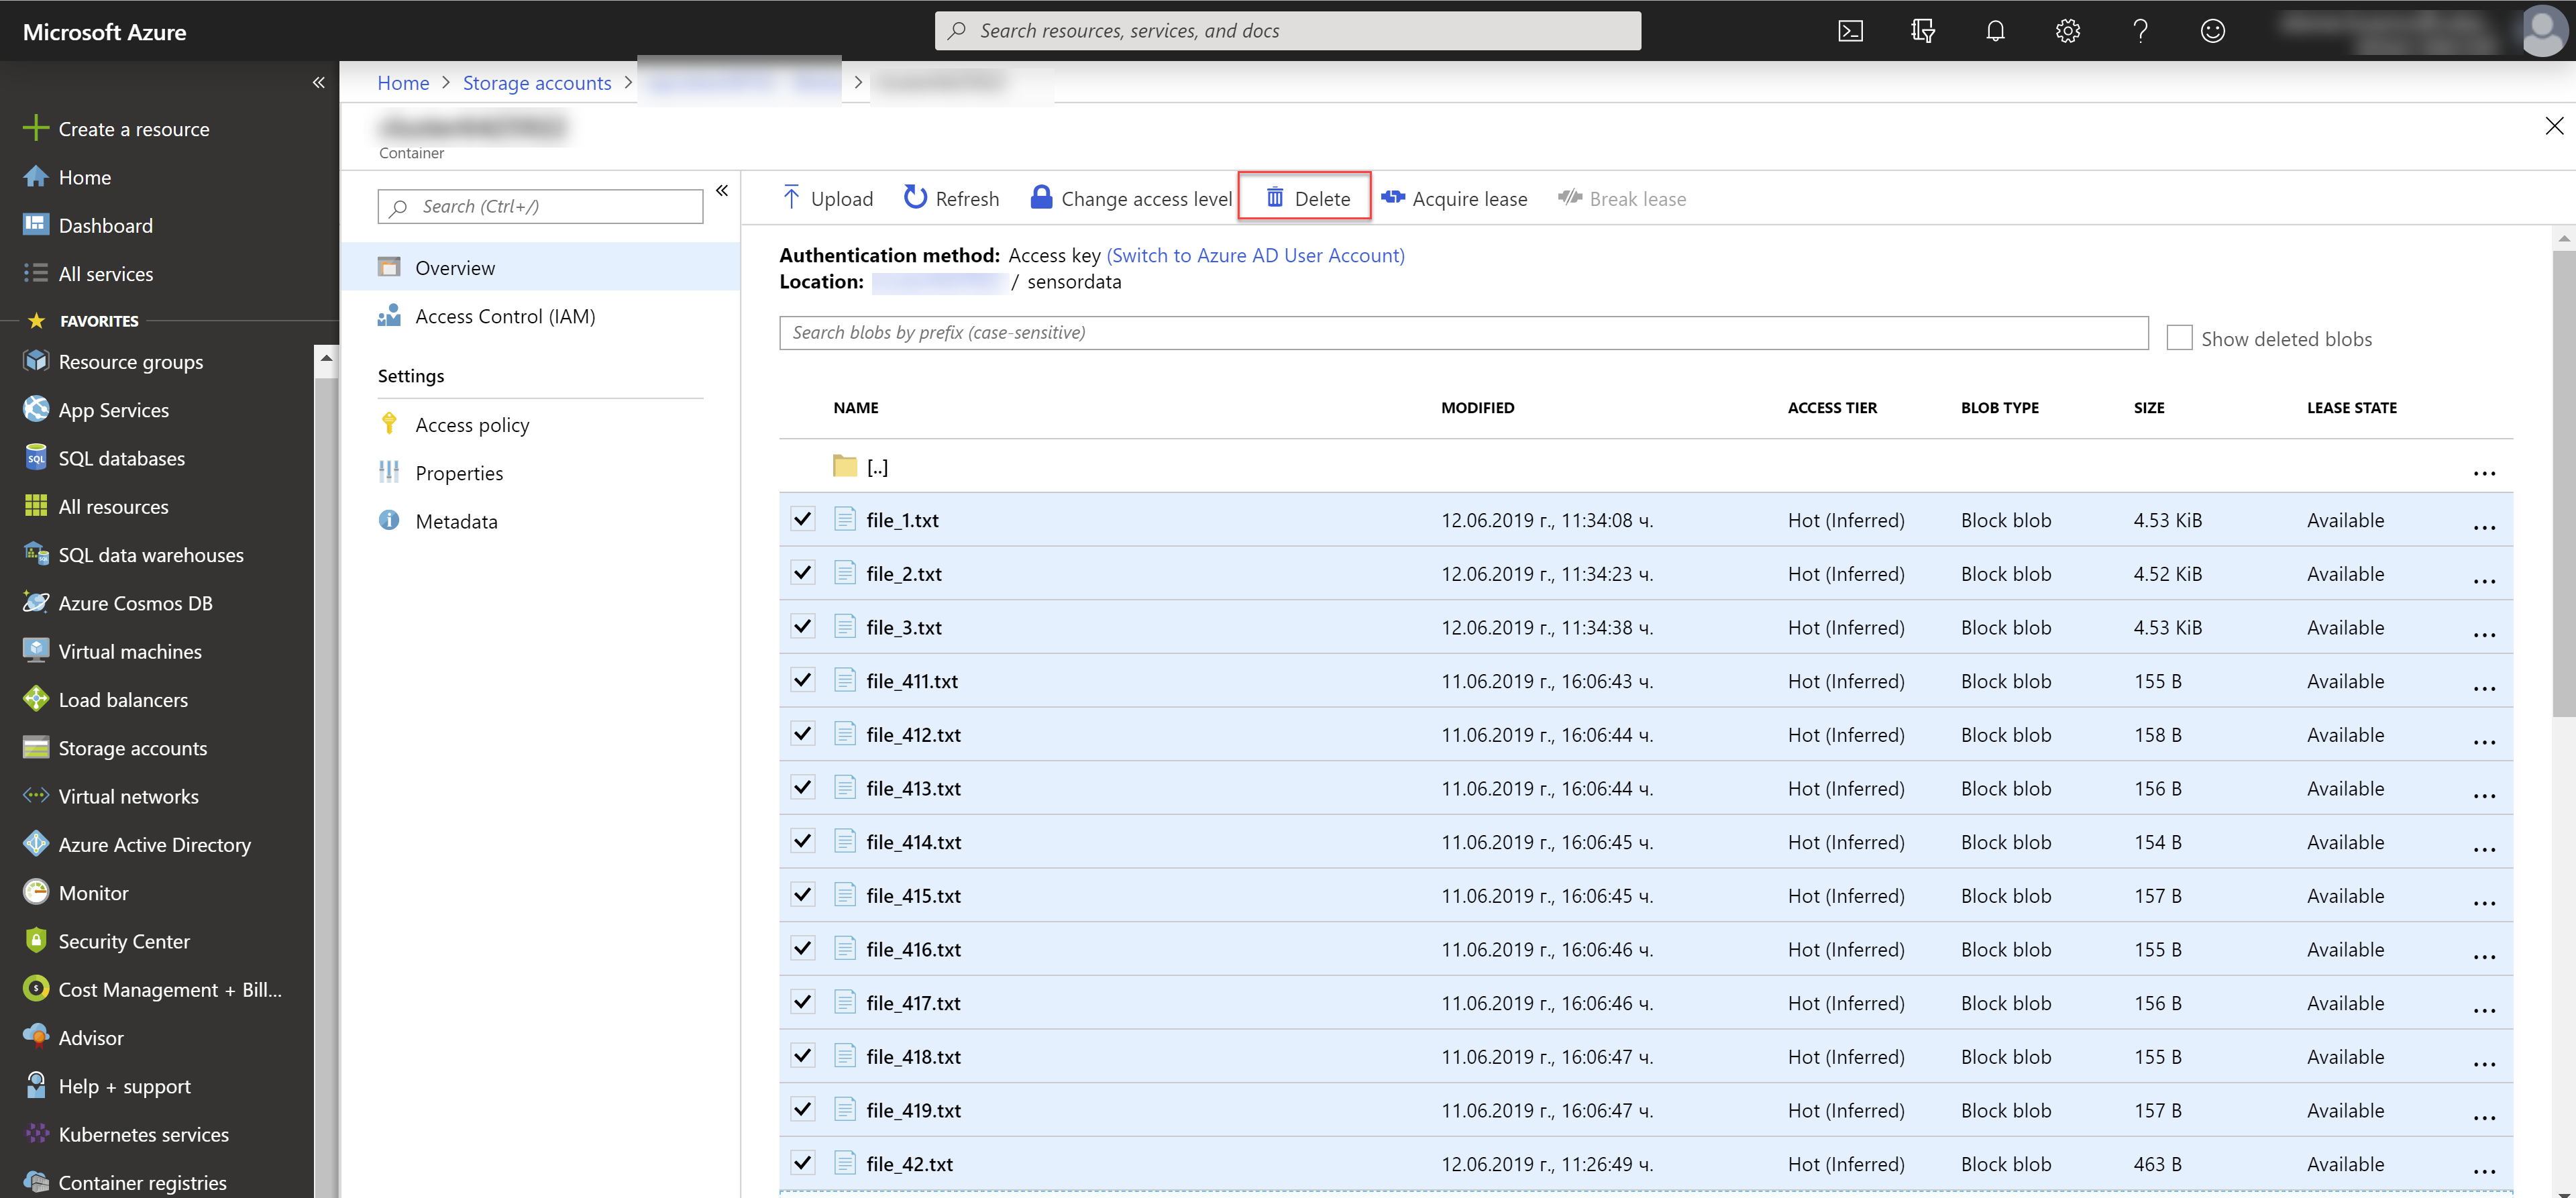 Microsoft Azure
Search resources, services, and docs
Create a resource
Home
Dashboard
All services
FAVORITES
Resource groups
App Services
SQL databases
All resources
SQL data warehouses
Azure Cosmos DB
Virtual machines
Load balancers
Storage accounts
Virtual networks
Azure Active Directory
Monitor
Security Center
Cost Management + Bill...
Advisor
Help + support
Kubernetes services
Container registries
Home > Storage accounts > >
Container
Search (Ctrl+/)
Overview
Access Control (IAM)
Settings
Access policy
Properties
Metadata
Upload Refresh Change access level Delete Acquire lease Break lease
Authentication method: Access key (Switch to Azure AD User Account)
Location: / sensordata
Search blobs by prefix (case-sensitive)
Show deleted blobs
NAME MODIFIED ACCESS TIER BLOB TYPE SIZE LEASE STATE
[..] ...
file_1.txt 12.06.2019 г., 11:34:08 ч. Hot (Inferred) Block blob 4.53 KiB Available ...
file_2.txt 12.06.2019 г., 11:34:23 ч. Hot (Inferred) Block blob 4.52 KiB Available ...
file_3.txt 12.06.2019 г., 11:34:38 ч. Hot (Inferred) Block blob 4.53 KiB Available ...
file_411.txt 11.06.2019 г., 16:06:43 ч. Hot (Inferred) Block blob 155 B Available ...
file_412.txt 11.06.2019 г., 16:06:44 ч. Hot (Inferred) Block blob 158 B Available ...
file_413.txt 11.06.2019 г., 16:06:44 ч. Hot (Inferred) Block blob 156 B Available ...
file_414.txt 11.06.2019 г., 16:06:45 ч. Hot (Inferred) Block blob 154 B Available ...
file_415.txt 11.06.2019 г., 16:06:45 ч. Hot (Inferred) Block blob 157 B Available ...
file_416.txt 11.06.2019 г., 16:06:46 ч. Hot (Inferred) Block blob 155 B Available ...
file_417.txt 11.06.2019 г., 16:06:46 ч. Hot (Inferred) Block blob 156 B Available ...
file_418.txt 11.06.2019 г., 16:06:47 ч. Hot (Inferred) Block blob 155 B Available ...
file_419.txt 11.06.2019 г., 16:06:47 ч. Hot (Inferred) Block blob 157 B Available ...
file_42.txt 12.06.2019 г., 11:26:49 ч. Hot (Inferred) Block blob 463 B Available ...